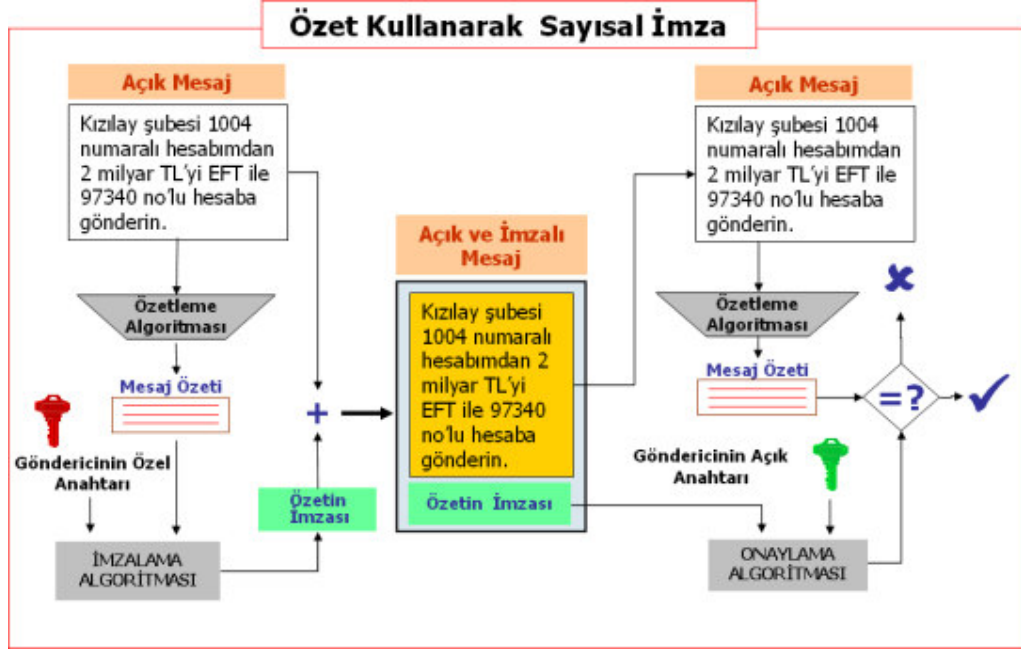 Özet Kullanarak Sayısal İmza
Açık Mesaj
Kızılay şubesi 1004
numaralı hesabımdan
2 milyar TL'yi EFT ile
97340 no'lu hesaba
gönderin.
Özetleme
Algoritması
Mesaj Özeti
Göndericinin Özel
Anahtarı
İMZALAMA
ALGORİTMASI
Özetin
İmzası
+
Açık ve İmzalı
Mesaj
Kızılay şubesi
1004 numaralı
hesabımdan 2
milyar TL'yi
EFT ile 97340
no'lu hesaba
gönderin.
Özetin İmzası
Açık Mesaj
Kızılay şubesi 1004
numaralı hesabımdan
2 milyar TL'yi EFT ile
97340 no'lu hesaba
gönderin.
Özetleme
Algoritması
Mesaj Özeti
=?
Göndericinin Açık
Anahtarı
ONAYLAMA
ALGORİTMASI